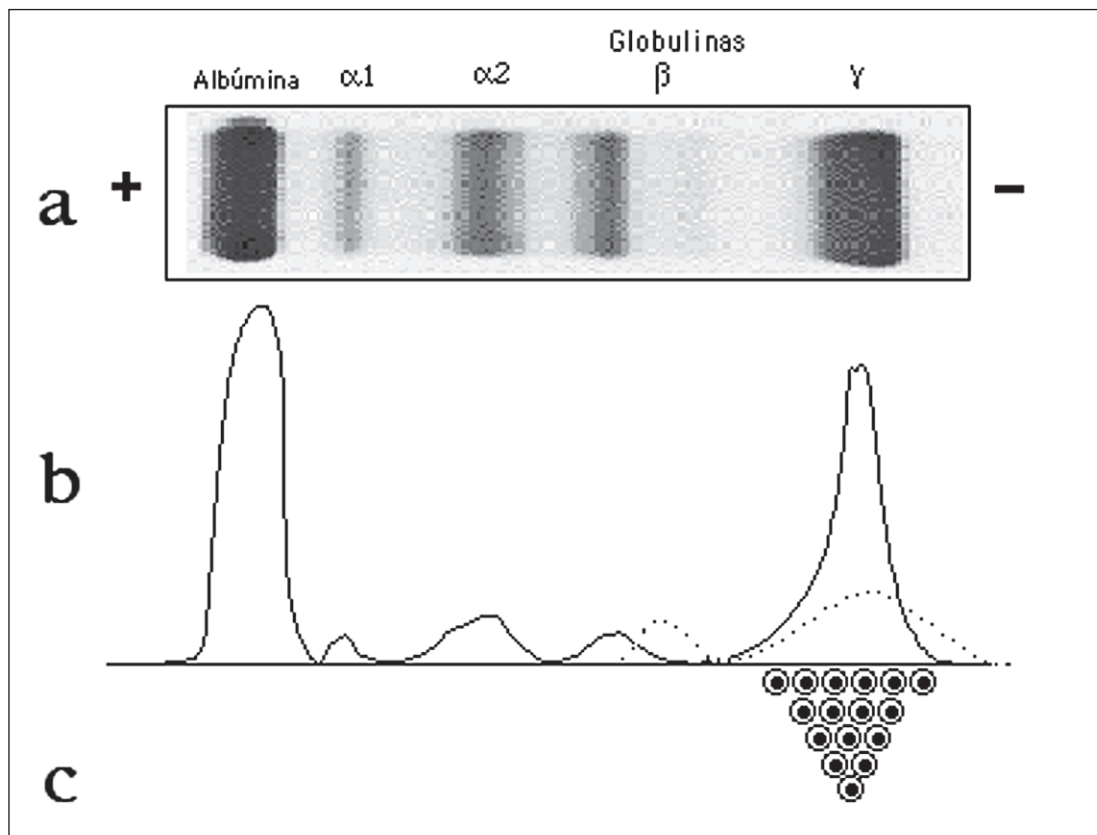 Globulinas
Albúmina α1 α2 β γ
a + −
b
c